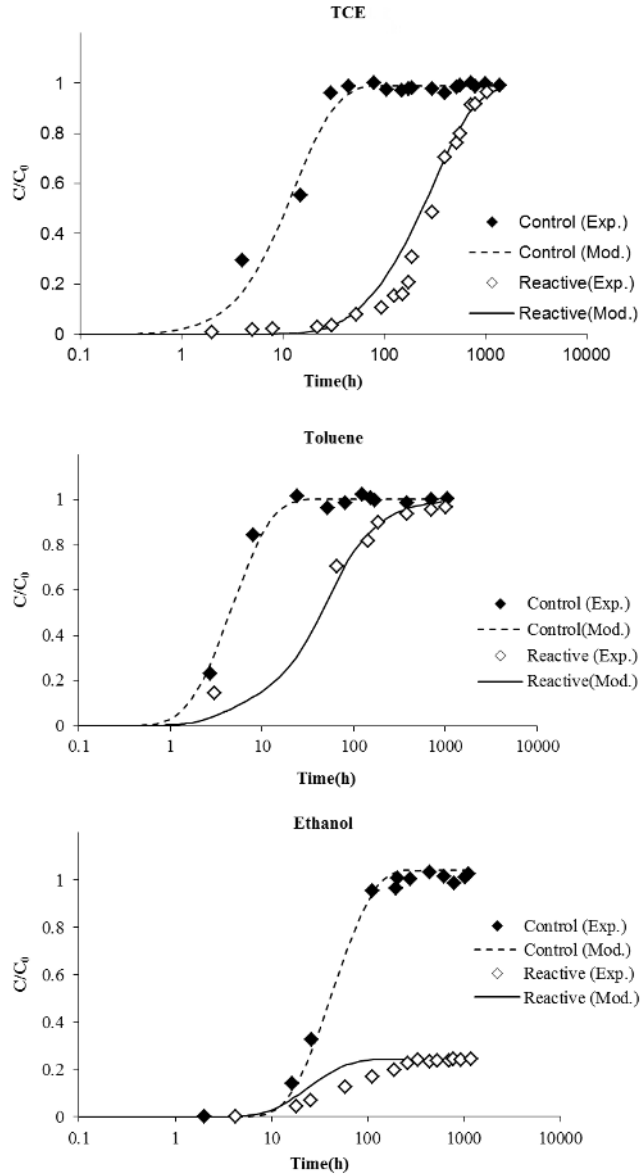 TCE
1
0.8
0.6
0.4
0.2
0
C/C0
0.1 1 10 100 1000 10000
Time(h)
Control (Exp.)
Control (Mod.)
Reactive(Exp.)
Reactive(Mod.)
Toluene
1
0.8
0.6
0.4
0.2
0
C/C0
0.1 1 10 100 1000 10000
Time(h)
Control (Exp.)
Control(Mod.)
Reactive (Exp.)
Reactive(Mod.)
Ethanol
1
0.8
0.6
0.4
0.2
0
C/C0
0.1 1 10 100 1000 10000
Time(h)
Control (Exp.)
Control (Mod.)
Reactive (Exp.)
Reactive (Mod.)